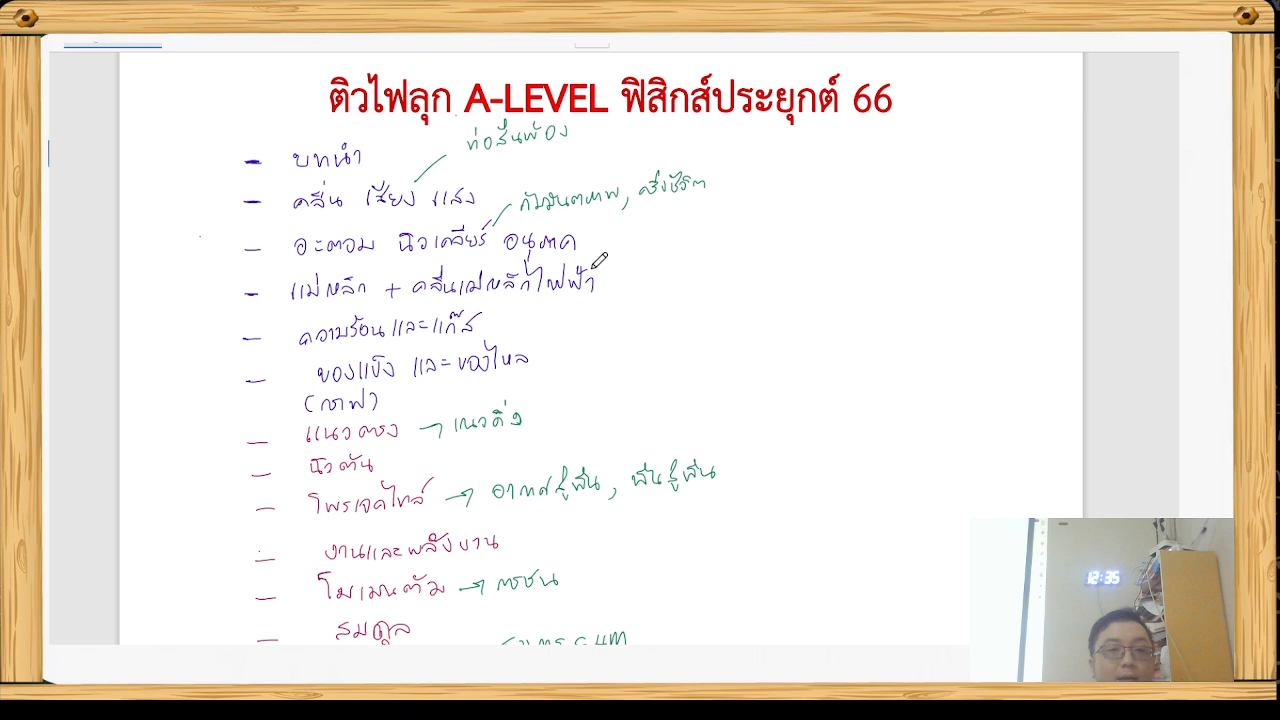 ติวไฟลุก A-LEVEL ฟิสิกส์ประยุกต์ 66
ท่อสั่นพ้อง
- บทนำ
- คลื่น เสียง แสง
กัมมันตภาพ, ครึ่งชีวิต
- อะตอม นิวเคลียร์ อนุภาค
- แม่เหล็ก + คลื่นแม่เหล็กไฟฟ้า
- ความร้อนและแก๊ส
- ของแข็ง และของไหล
(กราฟ)
- แนวตรง → แนวดิ่ง
- นิวตัน
- โพรเจคไทล์ → อากาศสู่พื้น, พื้นสู่พื้น
- งานและพลังงาน
- โมเมนตัม → การชน
- สมดุล
12:35